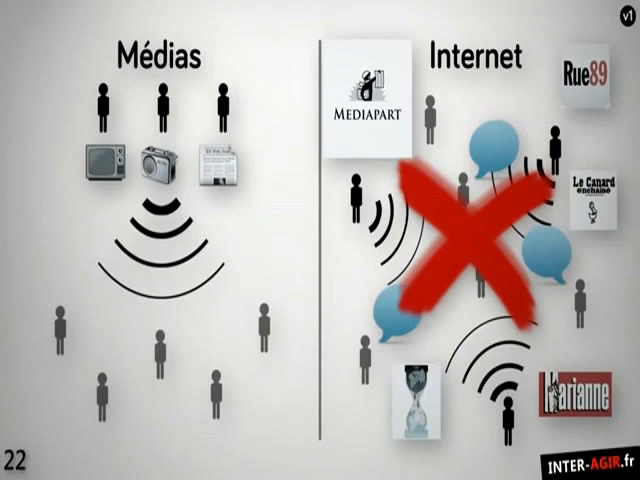 v1
Médias
Internet
MEDIAPART
Rue89
Le Canard
enchaîné
Marianne
22
INTER-AGIR.fr